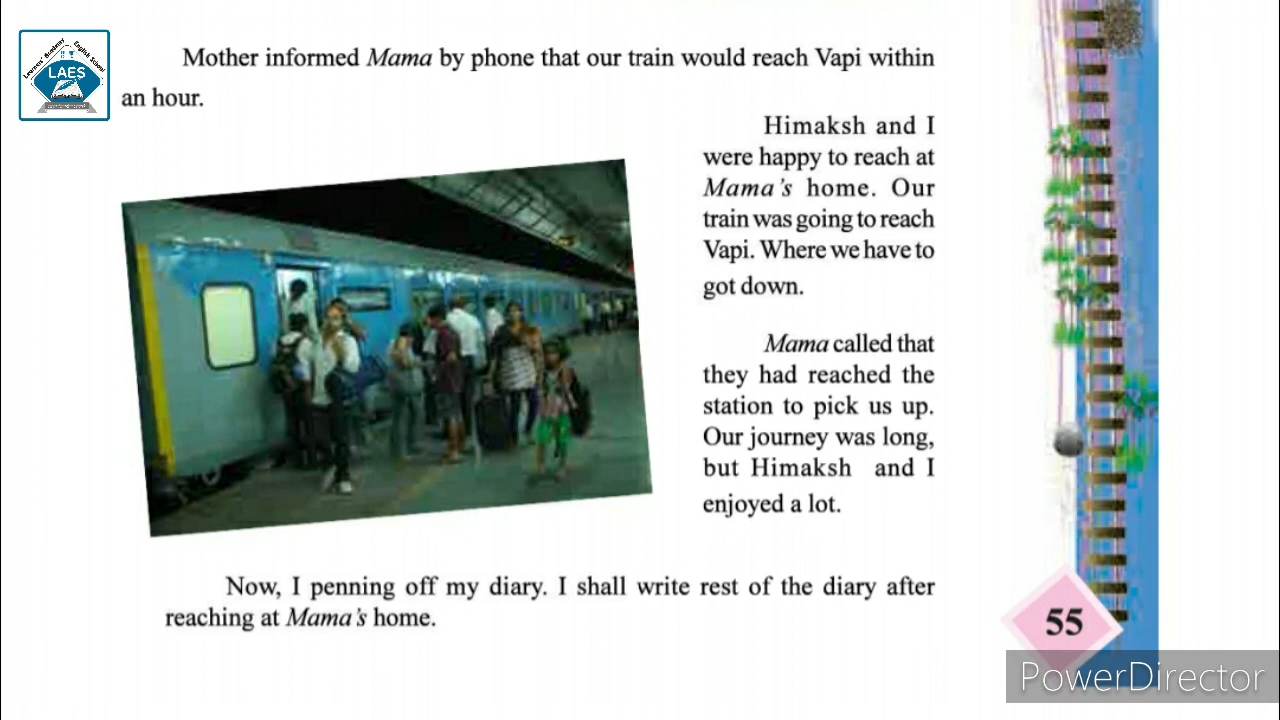 LAES
Mother informed Mama by phone that our train would reach Vapi within
an hour.
Himaksh and I
were happy to reach at
Mama's home. Our
train was going to reach
Vapi. Where we have to
got down.
Mama called that
they had reached the
station to pick us up.
Our journey was long,
but Himaksh and I
enjoyed a lot.
Now, I penning off my diary. I shall write rest of the diary after
reaching at Mama's home.
55
PowerDirector